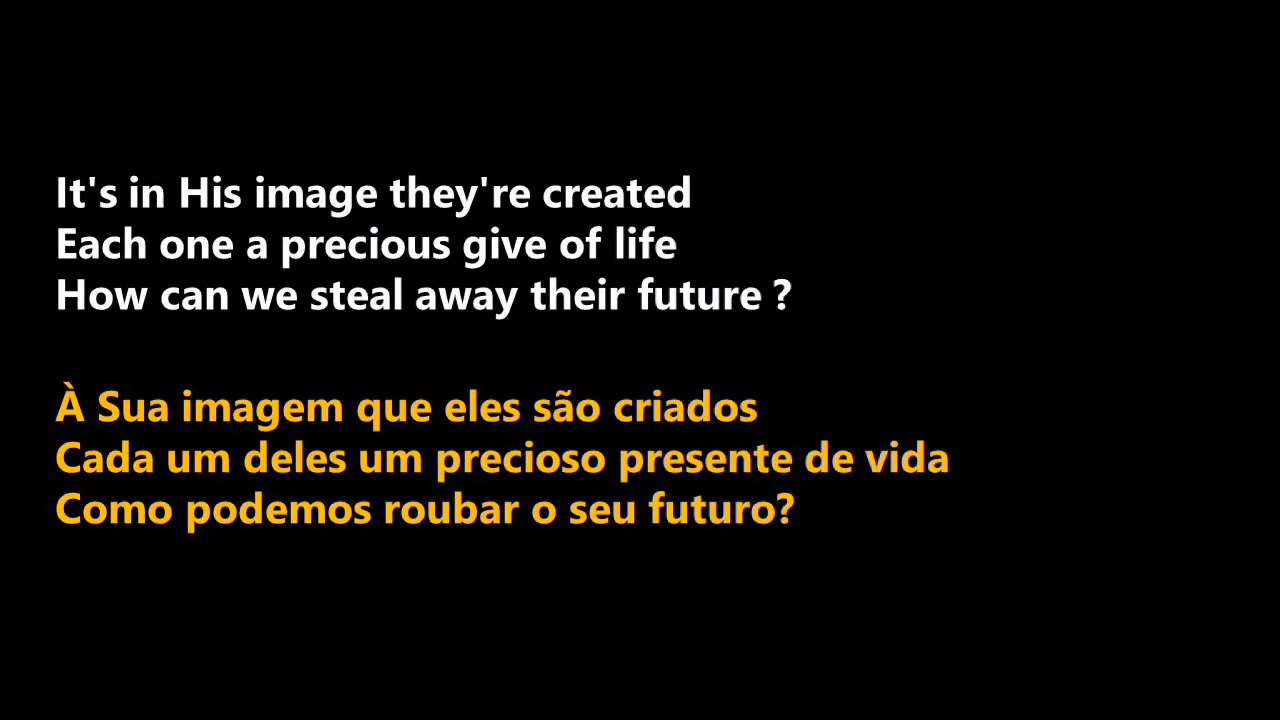 It's in His image they're created
Each one a precious give of life
How can we steal away their future ?
À Sua imagem que eles são criados
Cada um deles um precioso presente de vida
Como podemos roubar o seu futuro?